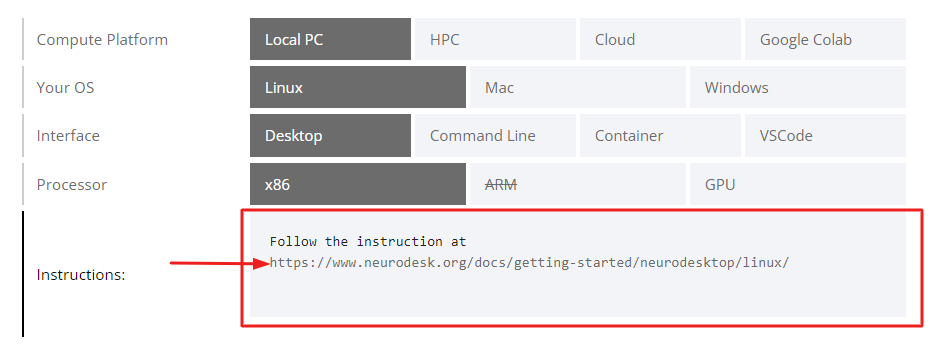 Compute Platform Local PC HPC Cloud Google Colab
Your OS Linux Mac Windows
Interface Desktop Command Line Container VSCode
Processor x86 ARM GPU
Instructions:
Follow the instruction at
https://www.neurodesk.org/docs/getting-started/neurodesktop/linux/